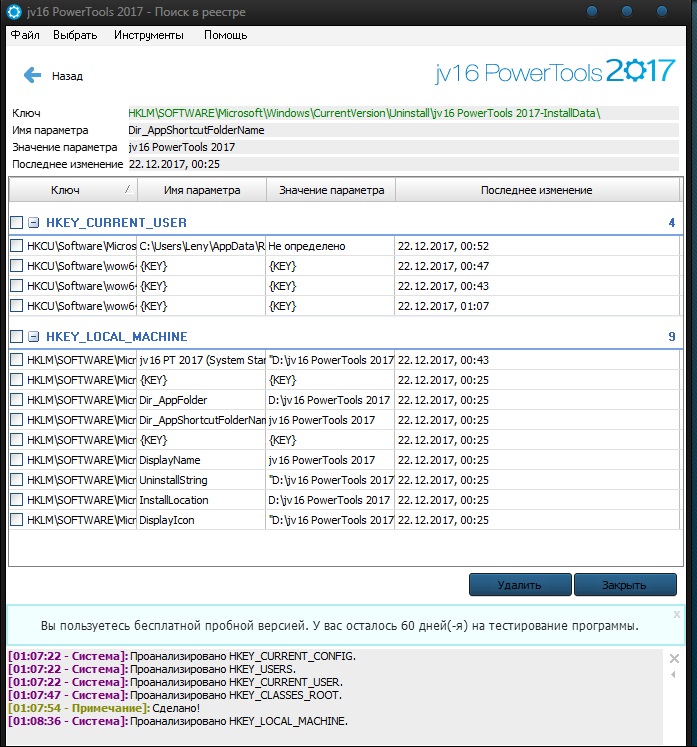 jv16 PowerTools 2017 - Поиск в реестре
Файл Выбрать Инструменты Помощь
Назад
jv16 PowerTools 2017
Ключ HKLM\SOFTWARE\Microsoft\Windows\CurrentVersion\Uninstall\jv16 PowerTools 2017-InstallData\
Имя параметра Dir_AppShortcutFolderName
Значение параметра jv16 PowerTools 2017
Последнее изменение 22.12.2017, 00:25
Ключ / Имя параметра Значение параметра Последнее изменение
HKEY_CURRENT_USER 4
HKCU\Software\Micros C:\Users\Leny\AppData\R Не определено 22.12.2017, 00:52
HKCU\Software\wow6 {KEY} {KEY} 22.12.2017, 00:47
HKCU\Software\wow6 {KEY} {KEY} 22.12.2017, 00:43
HKCU\Software\wow6 {KEY} {KEY} 22.12.2017, 01:07
HKEY_LOCAL_MACHINE 9
HKLM\SOFTWARE\Micr jv16 PT 2017 (System Star "D:\jv16 PowerTools 2017 22.12.2017, 00:43
HKLM\SOFTWARE\Micr {KEY} {KEY} 22.12.2017, 00:25
HKLM\SOFTWARE\Micr Dir_AppFolder D:\jv16 PowerTools 2017 22.12.2017, 00:25
HKLM\SOFTWARE\Micr Dir_AppShortcutFolderNam jv16 PowerTools 2017 22.12.2017, 00:25
HKLM\SOFTWARE\Micr {KEY} {KEY} 22.12.2017, 00:25
HKLM\SOFTWARE\Micr DisplayName jv16 PowerTools 2017 22.12.2017, 00:25
HKLM\SOFTWARE\Micr UninstallString "D:\jv16 PowerTools 2017 22.12.2017, 00:25
HKLM\SOFTWARE\Micr InstallLocation D:\jv16 PowerTools 2017 22.12.2017, 00:25
HKLM\SOFTWARE\Micr DisplayIcon "D:\jv16 PowerTools 2017 22.12.2017, 00:25
Удалить Закрыть
Вы пользуетесь бесплатной пробной версией. У вас осталось 60 дней(-я) на тестирование программы.
[01:07:22 - Система]: Проанализировано HKEY_CURRENT_CONFIG.
[01:07:22 - Система]: Проанализировано HKEY_USERS.
[01:07:22 - Система]: Проанализировано HKEY_CURRENT_USER.
[01:07:47 - Система]: Проанализировано HKEY_CLASSES_ROOT.
[01:07:54 - Примечание]: Сделано!
[01:08:36 - Система]: Проанализировано HKEY_LOCAL_MACHINE.